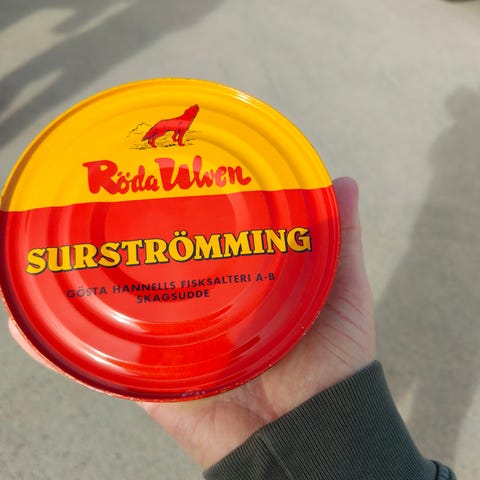 Röda Ulven
SURSTRÖMMING
GÖSTA HANNELLS FISKSALTERI A-B
SKAGSUDDE